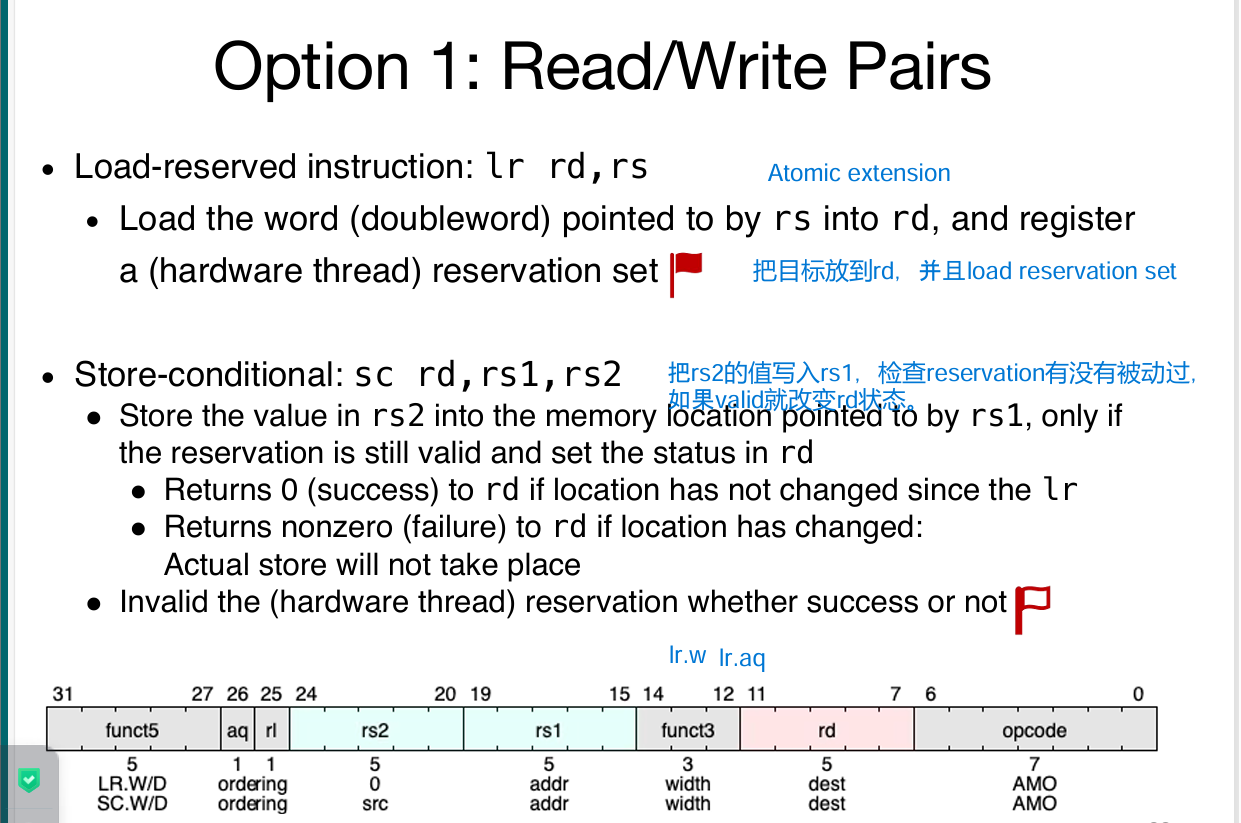 Option 1: Read/Write Pairs
• Load-reserved instruction: lr rd,rs
Atomic extension
• Load the word (doubleword) pointed to by rs into rd, and register
a (hardware thread) reservation set
把目标放到rd，并且load reservation set
• Store-conditional: sc rd,rs1,rs2
把rs2的值写入rs1，检查reservation有没有被动过,
如果valid就改变rd状态。
• Store the value in rs2 into the memory location pointed to by rs1, only if
the reservation is still valid and set the status in rd
• Returns 0 (success) to rd if location has not changed since the lr
• Returns nonzero (failure) to rd if location has changed:
Actual store will not take place
• Invalid the (hardware thread) reservation whether success or not
lr.w lr.aq
31 27 26 25 24 20 19 15 14 12 11 7 6 0
funct5 aq rl rs2 rs1 funct3 rd opcode
5 1 1 5 5 3 5 7
LR.W/D ordering 0 addr width dest AMO
SC.W/D ordering src addr width dest AMO